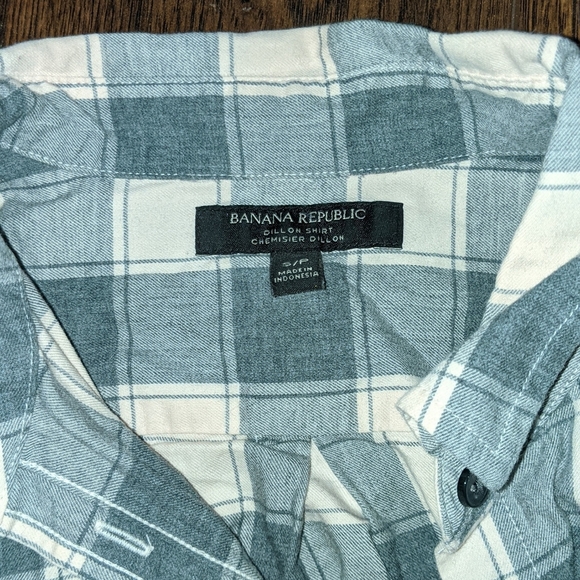 BANANA REPUBLIC
DILLON SHIRT
CHEMISIER DILLON
S/P
MADE IN
INDONESIA